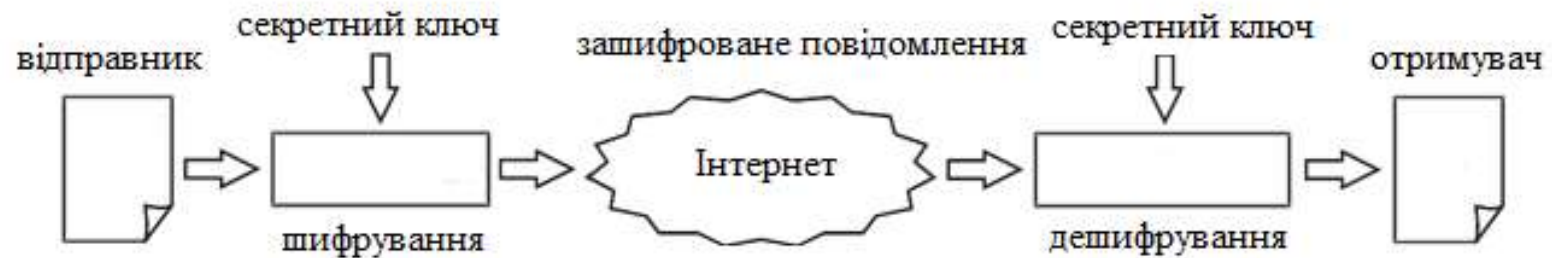 відправник
секретний ключ
шифрування
зашифроване повідомлення
Інтернет
секретний ключ
дешифрування
отримувач